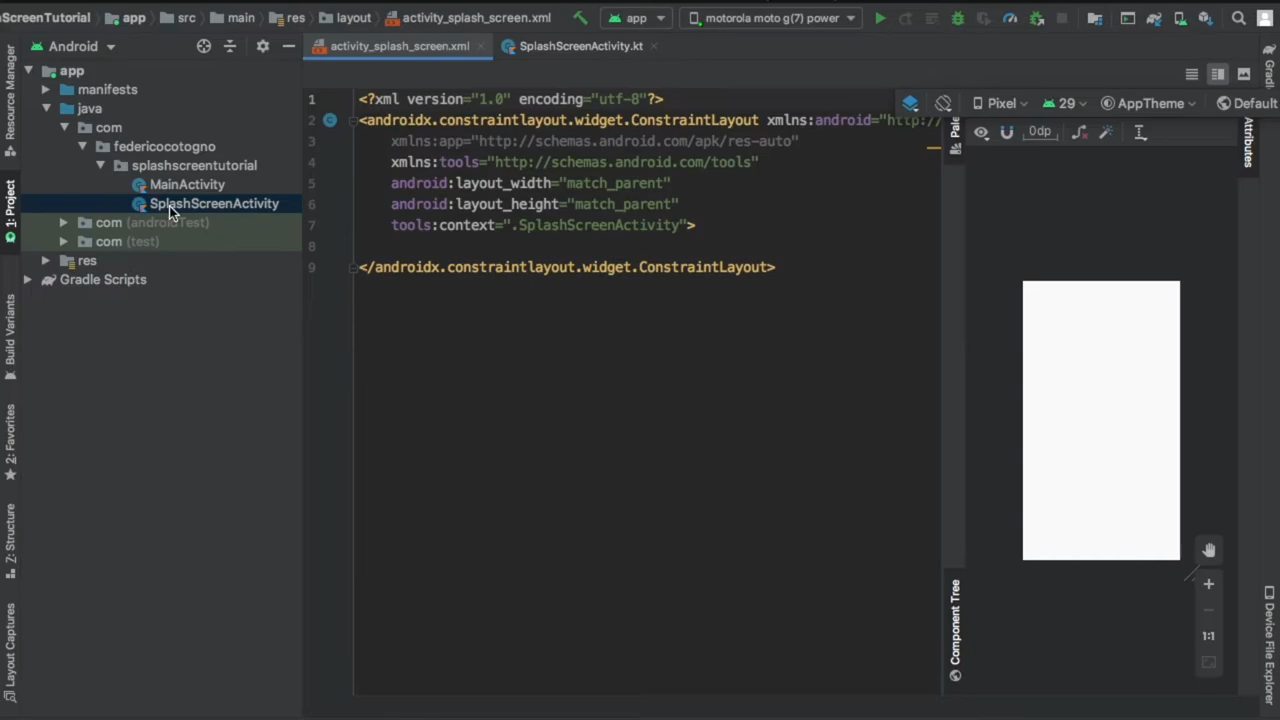 ScreenTutorial app src main res layout activity_splash_screen.xml app motorola moto g(7) power
Android
activity_splash_screen.xml SplashScreenActivity.kt
app
manifests
java
com
federicocotogno
splashscreentutorial
MainActivity
SplashScreenActivity
com (androidTest)
com (test)
res
Gradle Scripts
Resource Manager
1: Project
Build Variants
2: Favorites
Z: Structure
Layout Captures
1 <?xml version="1.0" encoding="utf-8"?>
2 <androidx.constraintlayout.widget.ConstraintLayout xmlns:android="http://
3 xmlns:app="http://schemas.android.com/apk/res-auto"
4 xmlns:tools="http://schemas.android.com/tools"
5 android:layout_width="match_parent"
6 android:layout_height="match_parent"
7 tools:context=".SplashScreenActivity">
8
9 </androidx.constraintlayout.widget.ConstraintLayout>
Pixel 29 AppTheme Default
0dp
Pale
Component Tree
1:1
Attributes
Gradle
Device File Explorer